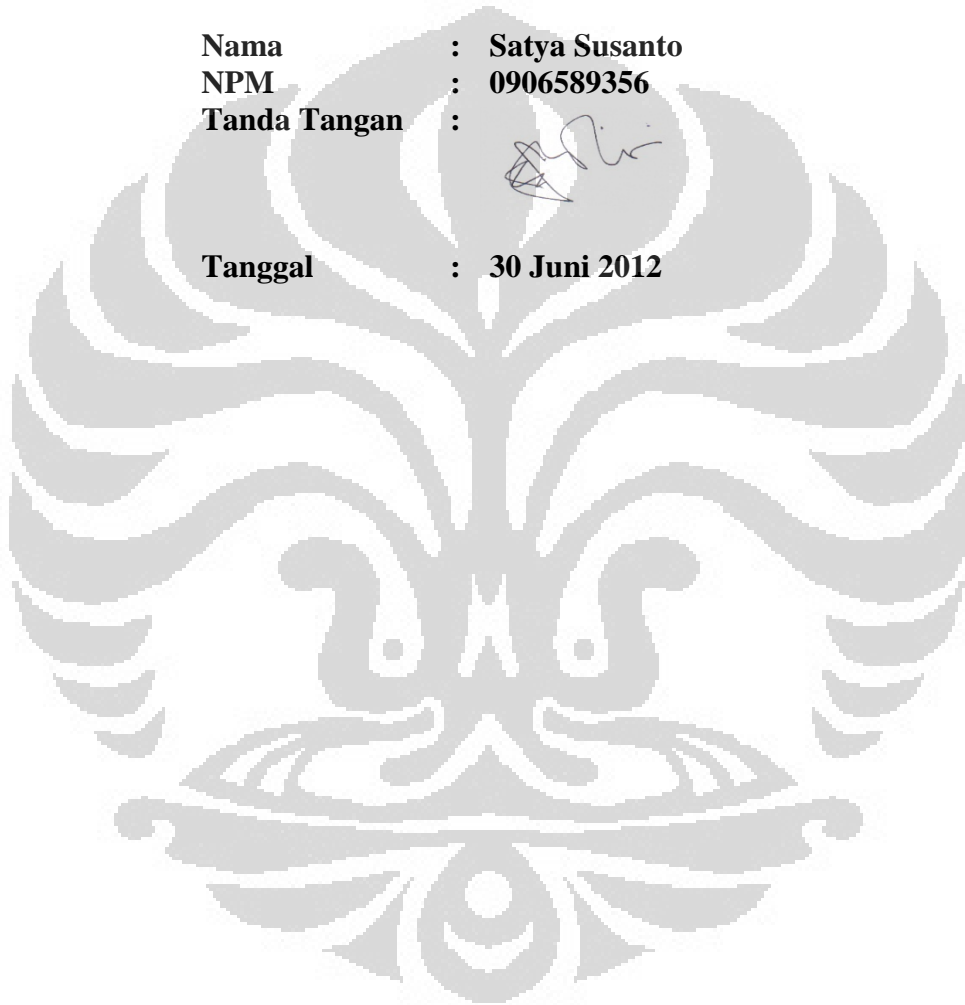 Nama : Satya Susanto
NPM : 0906589356
Tanda Tangan :
Tanggal : 30 Juni 2012